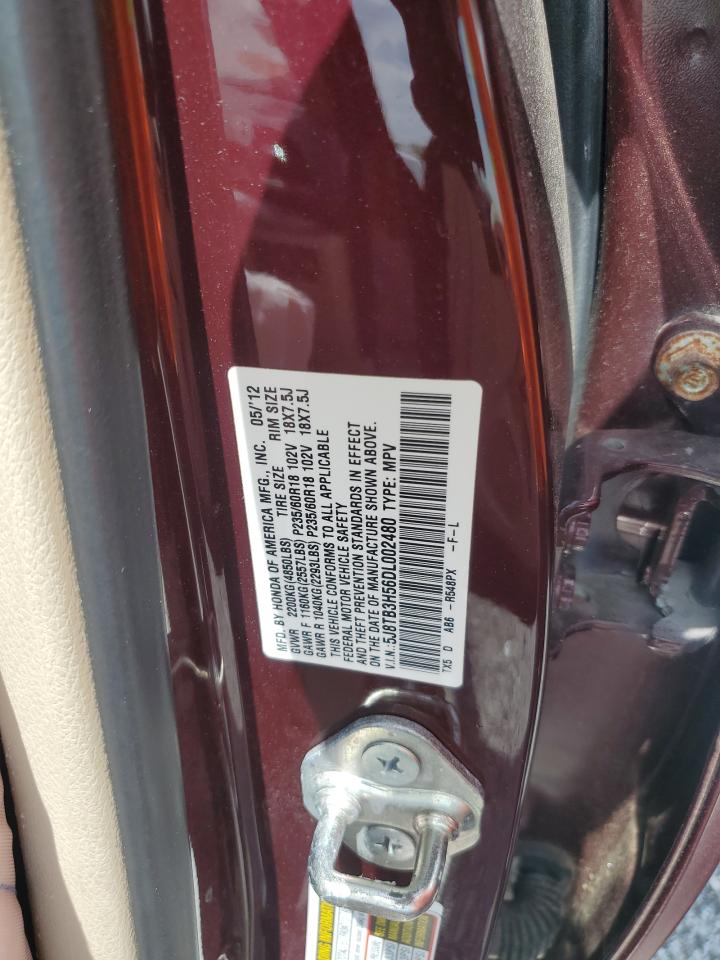 MFD. BY HONDA OF AMERICA MFG., INC. 05/'12
TIRE SIZE RIM SIZE
GVWR 2200KG(4850LBS)
GAWR F 1160KG(2557LBS) P235/60R18 102V 18X7.5J
GAWR R 1040KG(2293LBS) P235/60R18 102V 18X7.5J
THIS VEHICLE CONFORMS TO ALL APPLICABLE
FEDERAL MOTOR VEHICLE SAFETY
AND THEFT PREVENTION STANDARDS IN EFFECT
ON THE DATE OF MANUFACTURE SHOWN ABOVE.
V.I.N.:5J8TB3H56DL002480 TYPE: MPV
TX5 D AB6 -R548PX -F-L